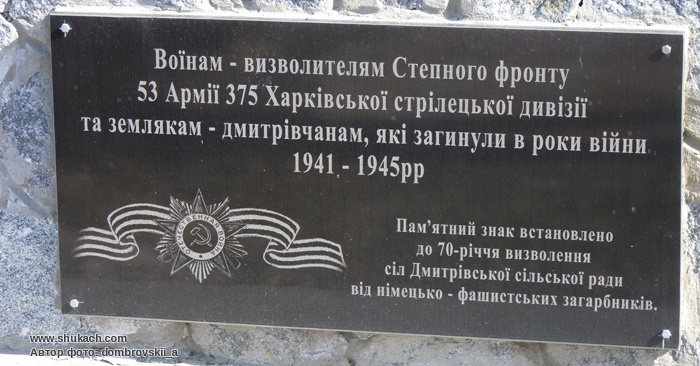 Воїнам - визволителям Степного фронту
53 Армії 375 Харківської стрілецької дивізії
та землякам - дмитрівчанам, які загинули в роки війни
1941 - 1945рр
ОТЕЧЕСТВЕННАЯ ВОЙНА
Пам’ятний знак встановлено
до 70-річчя визволення
сіл Дмитрівської сільської ради
від німецько - фашистських загарбників.
www.shukach.com
Автор фото: dombrovskii_a